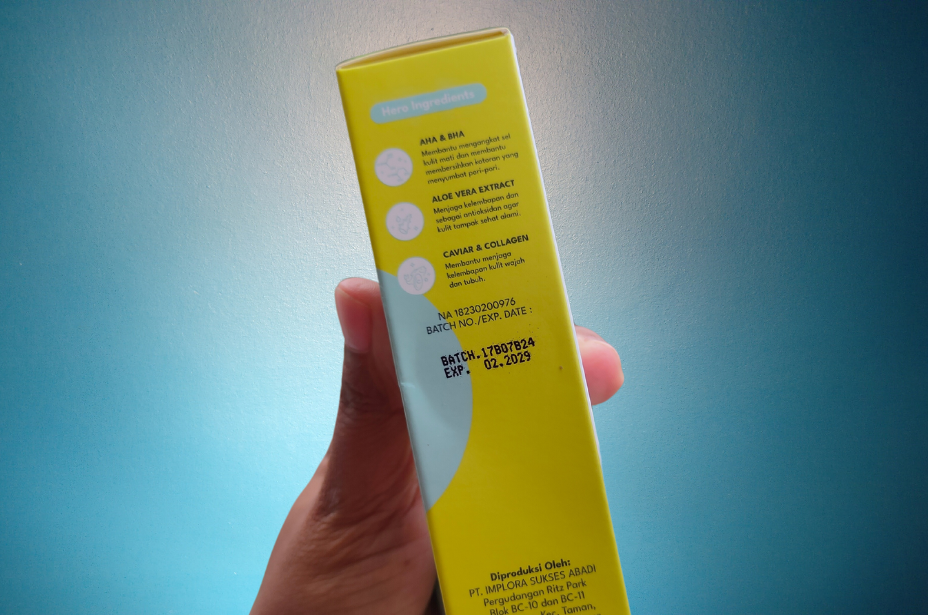 Hero Ingredients
AHA & BHA
Membantu mengangkat sel
kulit mati dan membantu
membersihkan kotoran yang
menyumbat pori-pori.
ALOE VERA EXTRACT
Menjaga kelembapan dan
sebagai antioksidan agar
kulit tampak sehat alami.
CAVIAR & COLLAGEN
Membantu menjaga
kelembapan kulit wajah
dan tubuh.
NA 18230200976
BATCH NO./EXP. DATE :
BATCH.17B07B24
EXP. 02.2029
Diproduksi Oleh:
PT. IMPLORA SUKSES ABADI
Pergudangan Ritz Park
Blok BC-10 dan BC-11
Kec. Taman,